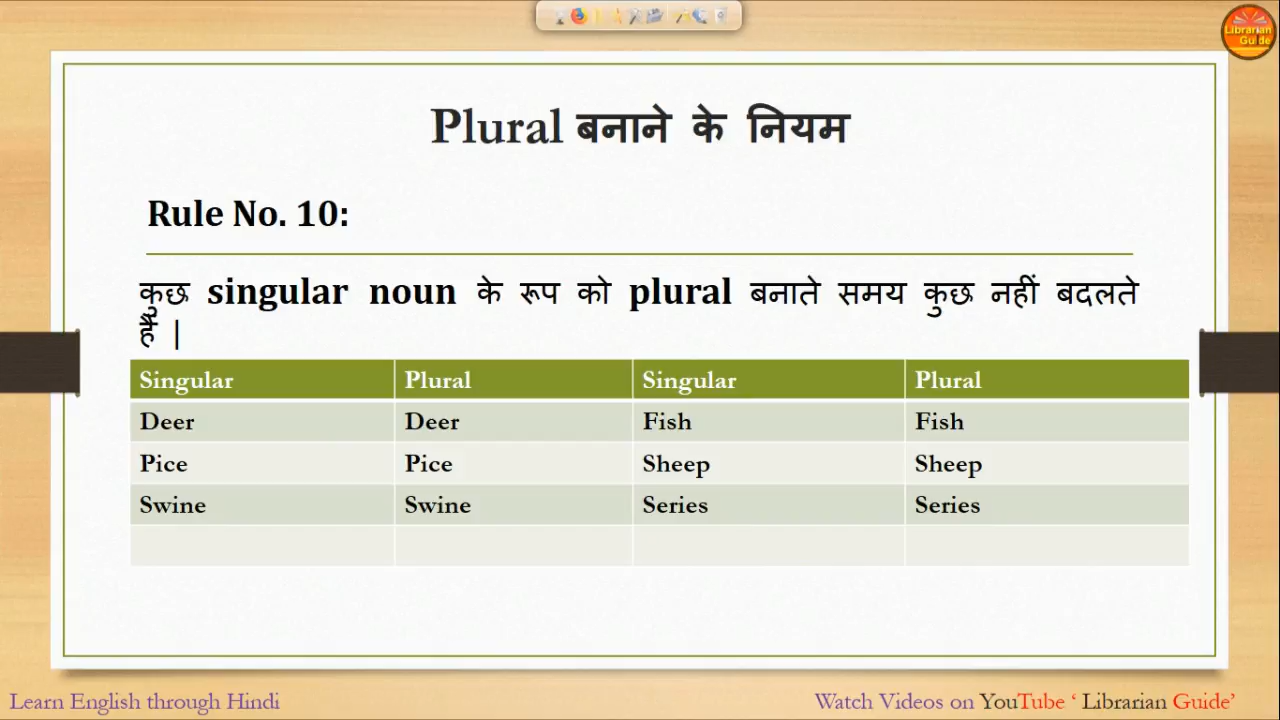 Librarian
Guide
Plural बनाने के नियम
Rule No. 10:
कुछ singular noun के रूप को plural बनाते समय कुछ नहीं बदलते
हैं |
Singular Plural Singular Plural
Deer Deer Fish Fish
Pice Pice Sheep Sheep
Swine Swine Series Series
Learn English through Hindi
Watch Videos on YouTube ‘ Librarian Guide’